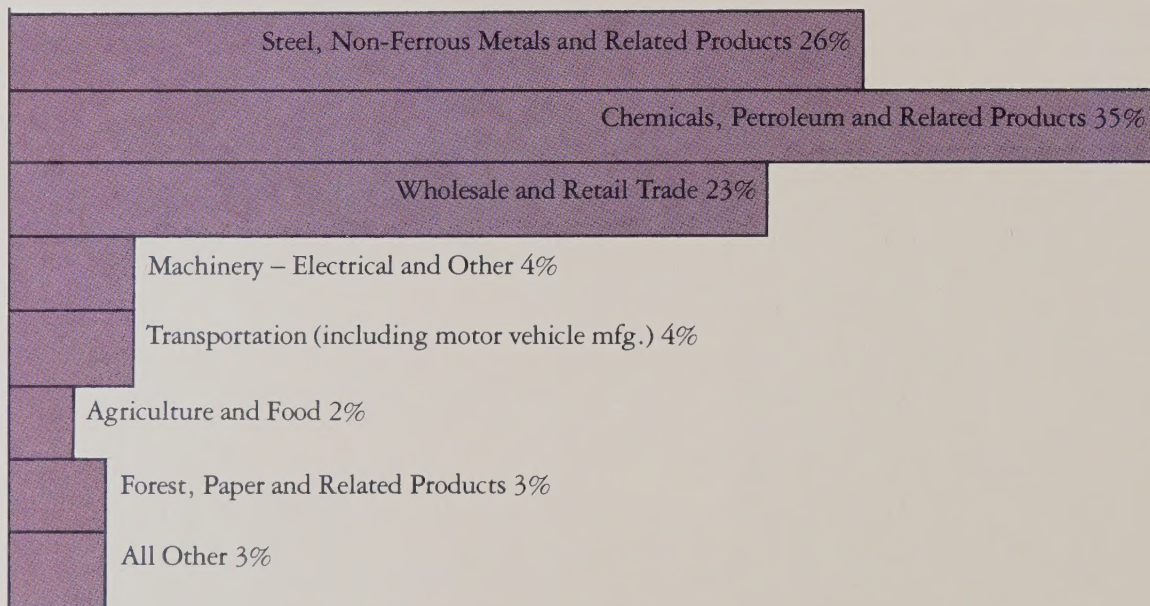 Steel, Non-Ferrous Metals and Related Products 26%
Chemicals, Petroleum and Related Products 35%
Wholesale and Retail Trade 23%
Machinery – Electrical and Other 4%
Transportation (including motor vehicle mfg.) 4%
Agriculture and Food 2%
Forest, Paper and Related Products 3%
All Other 3%